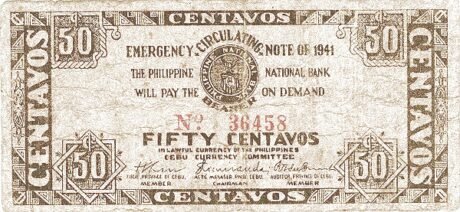 CENTAVOS
50 50
EMERGENCY CIRCULATING NOTE OF 1941
THE PHILIPPINE NATIONAL BANK
WILL PAY THE BEARER ON DEMAND
No 36458
FIFTY CENTAVOS
IN LAWFUL CURRENCY OF THE PHILIPPINES
CEBU CURRENCY COMMITTEE
50 50
MEMBER CHAIRMAN MEMBER
CENTAVOS
CENTAVOS
CENTAVOS